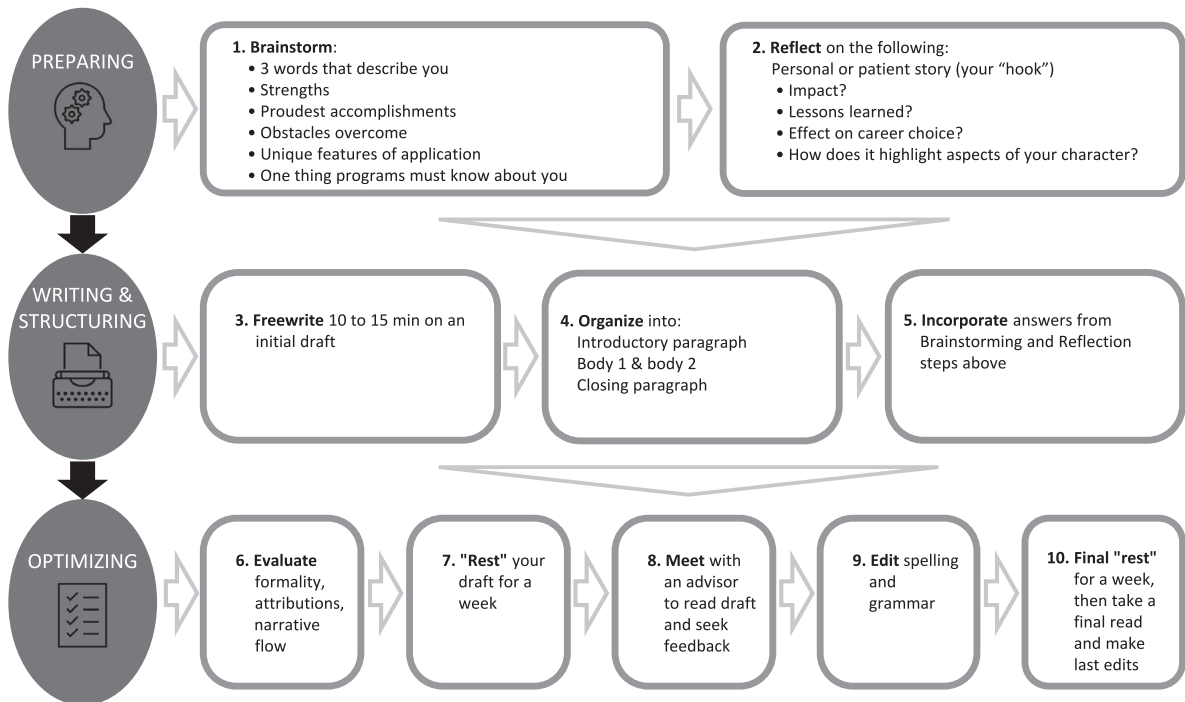 PREPARING
1. Brainstorm:
• 3 words that describe you
• Strengths
• Proudest accomplishments
• Obstacles overcome
• Unique features of application
• One thing programs must know about you
2. Reflect on the following:
Personal or patient story (your “hook”)
• Impact?
• Lessons learned?
• Effect on career choice?
• How does it highlight aspects of your character?
WRITING &
STRUCTURING
3. Freewrite 10 to 15 min on an
initial draft
4. Organize into:
Introductory paragraph
Body 1 & body 2
Closing paragraph
5. Incorporate answers from
Brainstorming and Reflection
steps above
OPTIMIZING
6. Evaluate
formality,
attributions,
narrative
flow
7. "Rest" your
draft for a
week
8. Meet with
an advisor
to read draft
and seek
feedback
9. Edit spelling
and
grammar
10. Final "rest"
for a week,
then take a
final read
and make
last edits